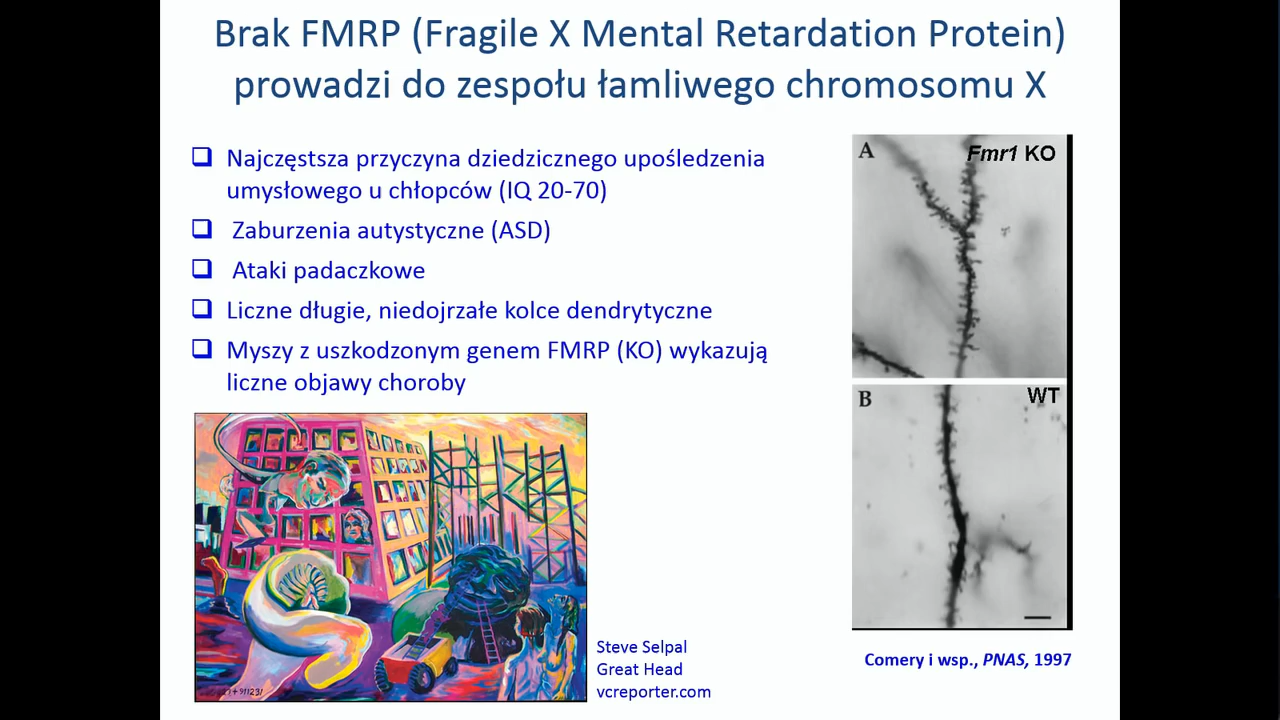 Brak FMRP (Fragile X Mental Retardation Protein)
prowadzi do zespołu łamliwego chromosomu X
Najczęstsza przyczyna dziedzicznego upośledzenia
umysłowego u chłopców (IQ 20-70)
Zaburzenia autystyczne (ASD)
Ataki padaczkowe
Liczne długie, niedojrzałe kolce dendrytyczne
Myszy z uszkodzonym genem FMRP (KO) wykazują
liczne objawy choroby
A
Fmr1 KO
B
WT
Steve Selpal
Great Head
vcreporter.com
Comery i wsp., PNAS, 1997